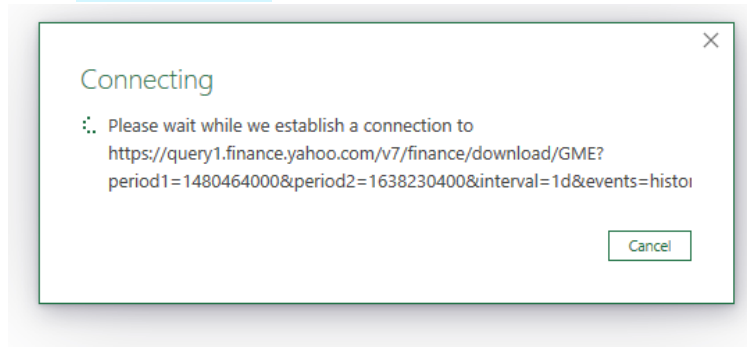 Connecting
Please wait while we establish a connection to
https://query1.finance.yahoo.com/v7/finance/download/GME?
period1=1480464000&period2=1638230400&interval=1d&events=histor
Cancel